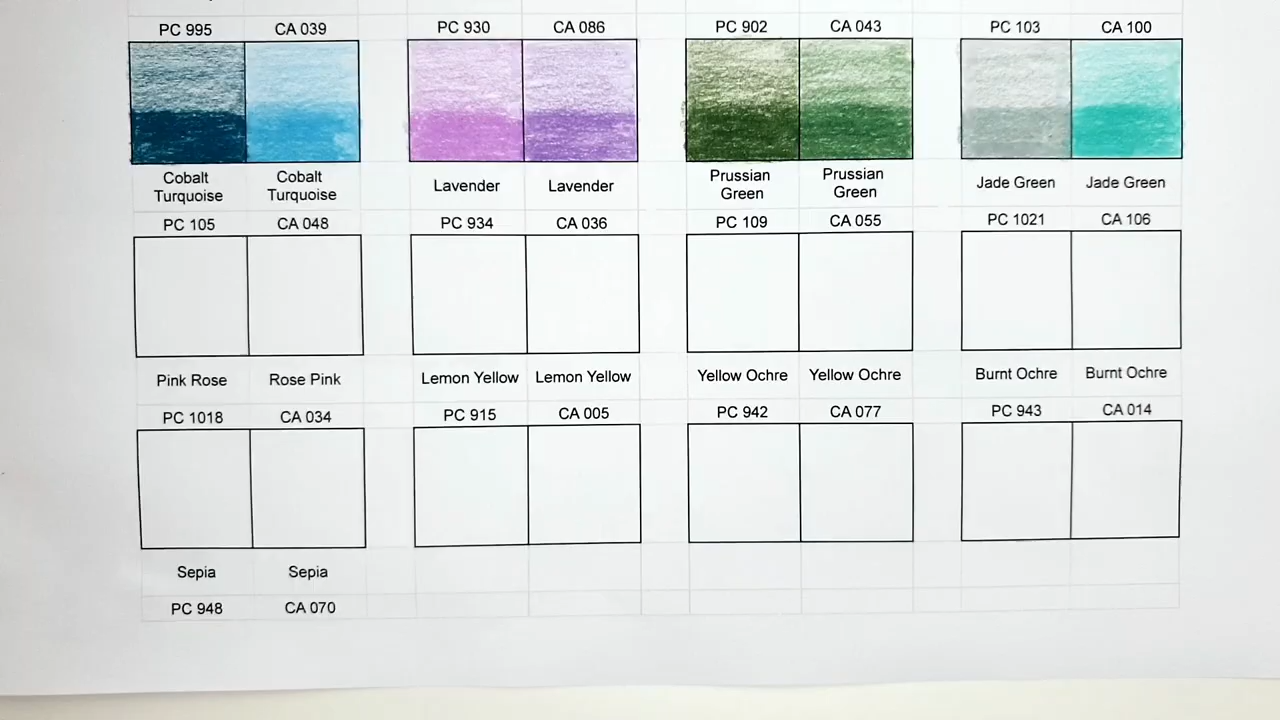 PC 995 CA 039 PC 930 CA 086 PC 902 CA 043 PC 103 CA 100
Cobalt Cobalt Lavender Lavender Prussian Prussian Jade Green Jade Green
Turquoise Turquoise Green Green
PC 105 CA 048 PC 934 CA 036 PC 109 CA 055 PC 1021 CA 106
Pink Rose Rose Pink Lemon Yellow Lemon Yellow Yellow Ochre Yellow Ochre Burnt Ochre Burnt Ochre
PC 1018 CA 034 PC 915 CA 005 PC 942 CA 077 PC 943 CA 014
Sepia Sepia
PC 948 CA 070